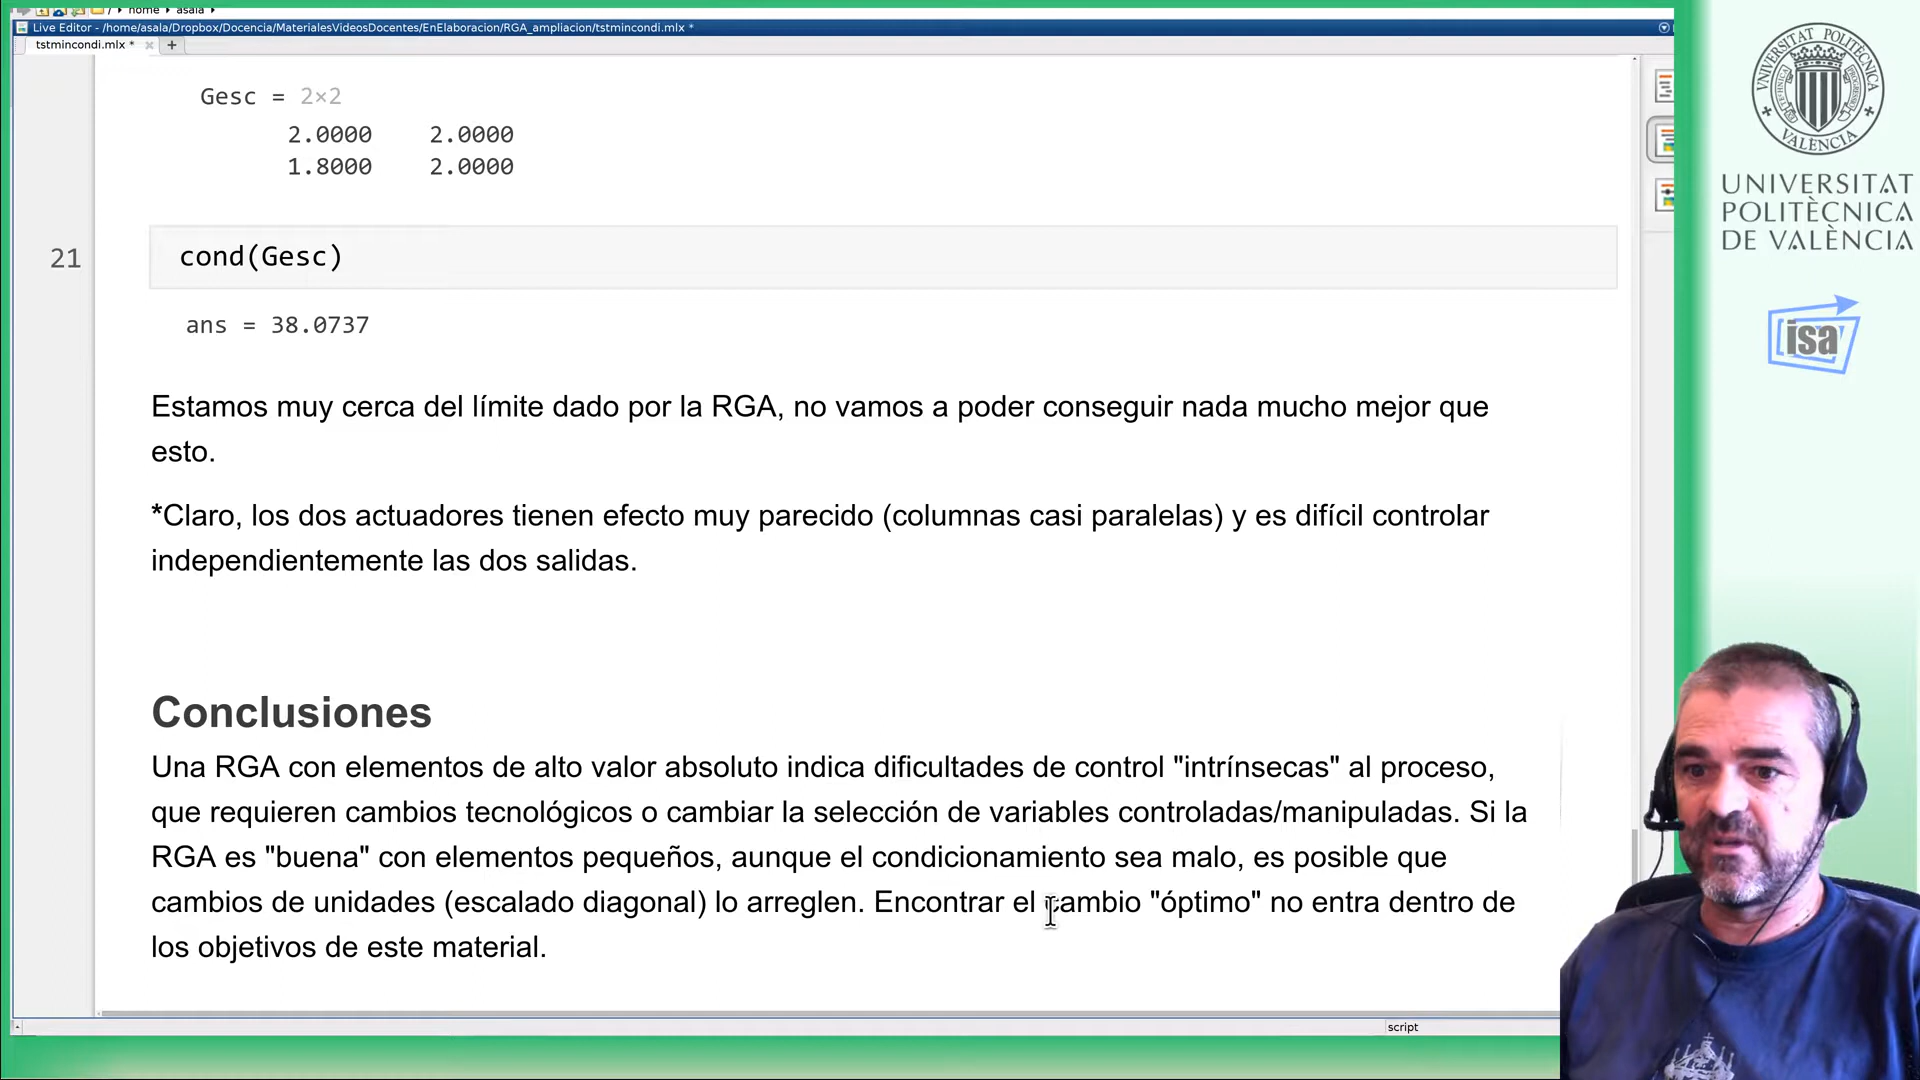 / home asala
Live Editor - /home/asala/Dropbox/Docencia/MaterialesVideosDocentes/EnElaboracion/RGA_ampliacion/tstmincondi.mlx *
tstmincondi.mlx * × +
Gesc = 2×2
2.0000 2.0000
1.8000 2.0000
21 cond(Gesc)
ans = 38.0737
Estamos muy cerca del límite dado por la RGA, no vamos a poder conseguir nada mucho mejor que
esto.
*Claro, los dos actuadores tienen efecto muy parecido (columnas casi paralelas) y es difícil controlar
independientemente las dos salidas.
Conclusiones
Una RGA con elementos de alto valor absoluto indica dificultades de control "intrínsecas" al proceso,
que requieren cambios tecnológicos o cambiar la selección de variables controladas/manipuladas. Si la
RGA es "buena" con elementos pequeños, aunque el condicionamiento sea malo, es posible que
cambios de unidades (escalado diagonal) lo arreglen. Encontrar el cambio "óptimo" no entra dentro de
los objetivos de este material.
script
UNIVERSITAT
POLITÈCNICA
DE VALÈNCIA
isa